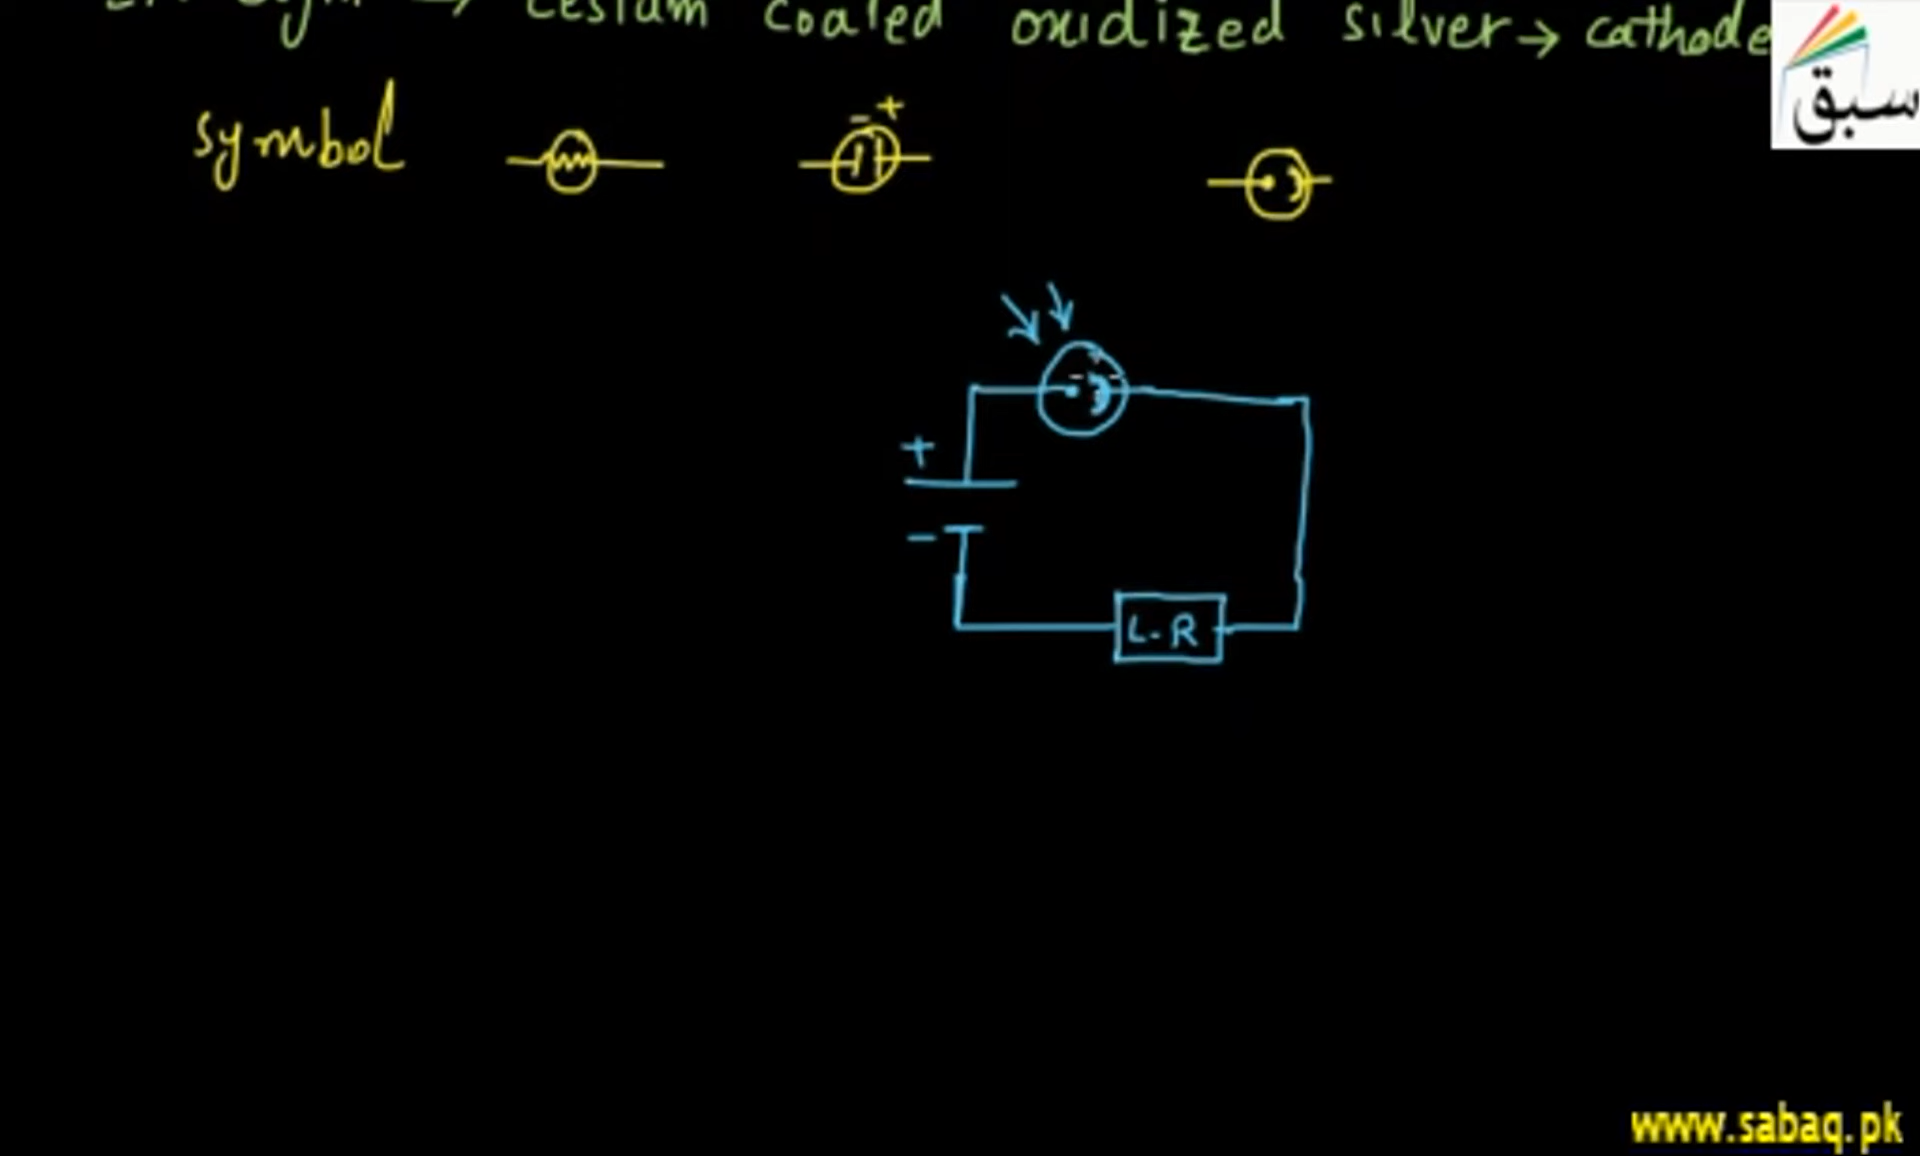 → cesium coated oxidized silver → cathode
سبق
symbol
- +
+
-
L-R
www.sabaq.pk